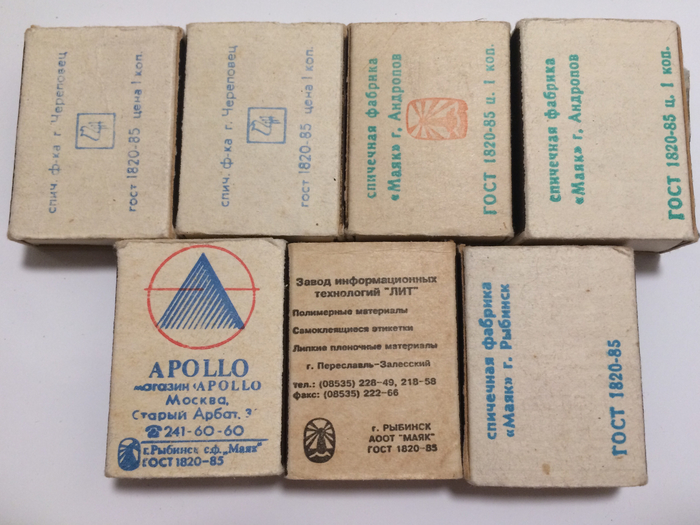 спич. ф-ка г. Череповец
гост 1820-85 цена 1 коп.
спич. ф-ка г. Череповец
гост 1820-85 цена 1 коп.
спичечная фабрика
«Маяк» г. Андропов
ГОСТ 1820-85 ц. 1 коп.
спичечная фабрика
«Маяк» г. Андропов
ГОСТ 1820-85 ц. 1 коп.
APOLLO
магазин "APOLLO
Москва,
Старый Арбат,
☎241-60-60
г. Рыбинск с.ф. „Маяк"
ГОСТ 1820-85
Завод информационных
технологий "ЛИТ"
Полимерные материалы
Самоклеящиеся этикетки
Липкие пленочные материалы
г. Переславль-Залесский
тел.: (08535) 228-49, 218-58
факс: (08535) 222-66
г. РЫБИНСК
АООТ "МАЯК"
ГОСТ 1820-85
спичечная фабрика
«Маяк» г. Рыбинск
ГОСТ 1820-85